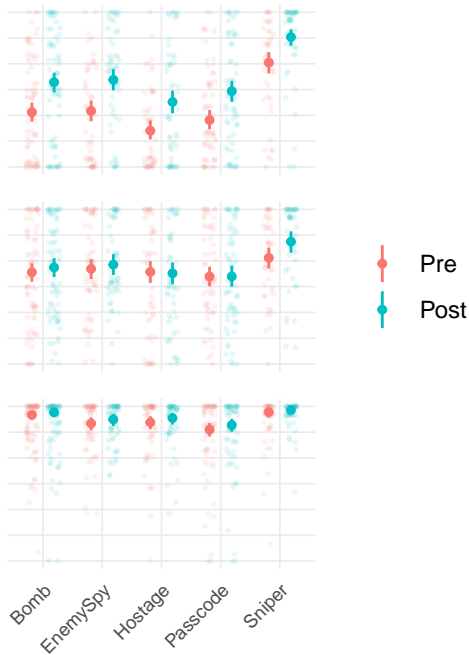 Pre
Post
Bomb
EnemySpy
Hostage
Passcode
Sniper